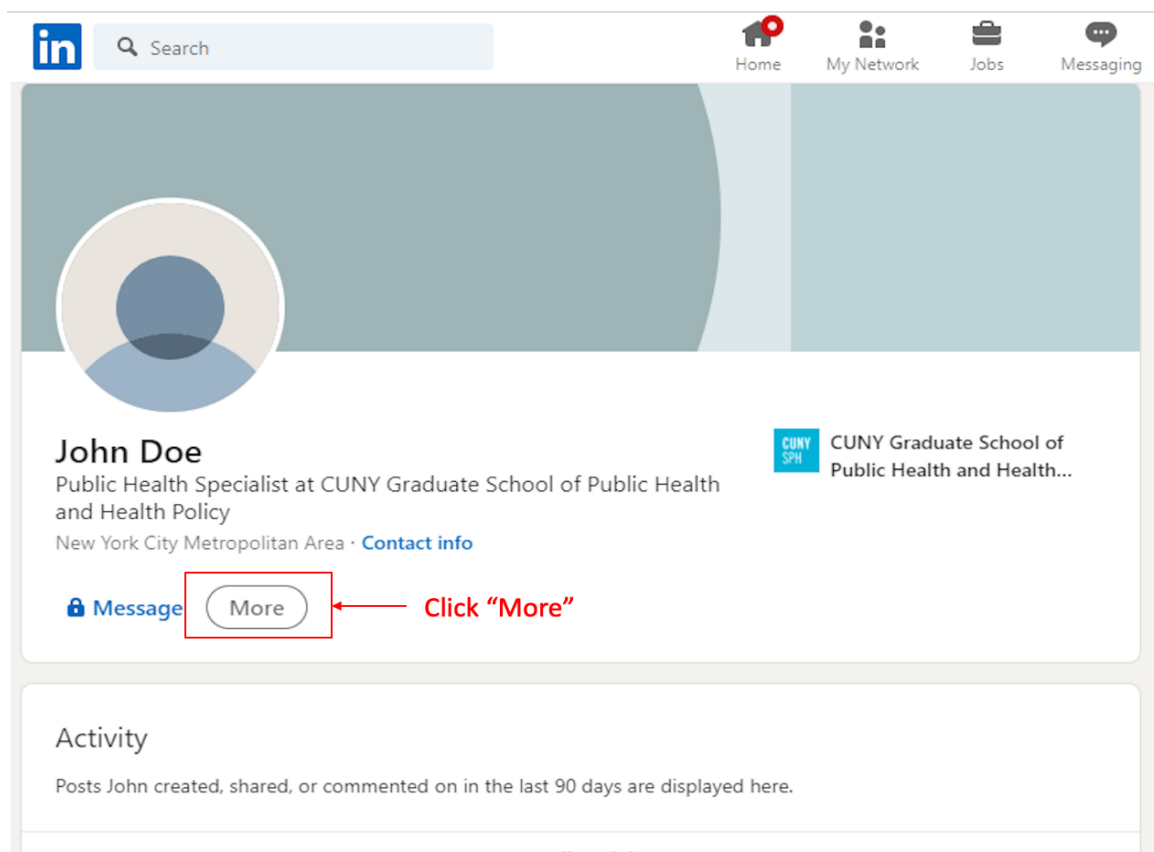 in
Search
Home
My Network
Jobs
Messaging
John Doe
CUNY
SPH
CUNY Graduate School of
Public Health and Health...
Public Health Specialist at CUNY Graduate School of Public Health
and Health Policy
New York City Metropolitan Area · Contact info
Message
More
Click “More”
Activity
Posts John created, shared, or commented on in the last 90 days are displayed here.